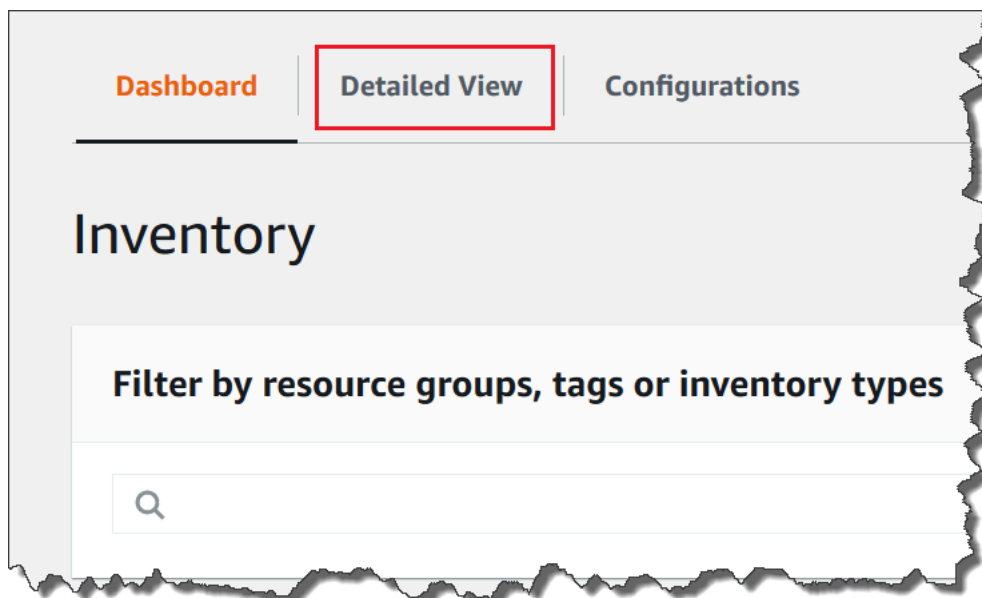 Dashboard Detailed View Configurations
Inventory
Filter by resource groups, tags or inventory types